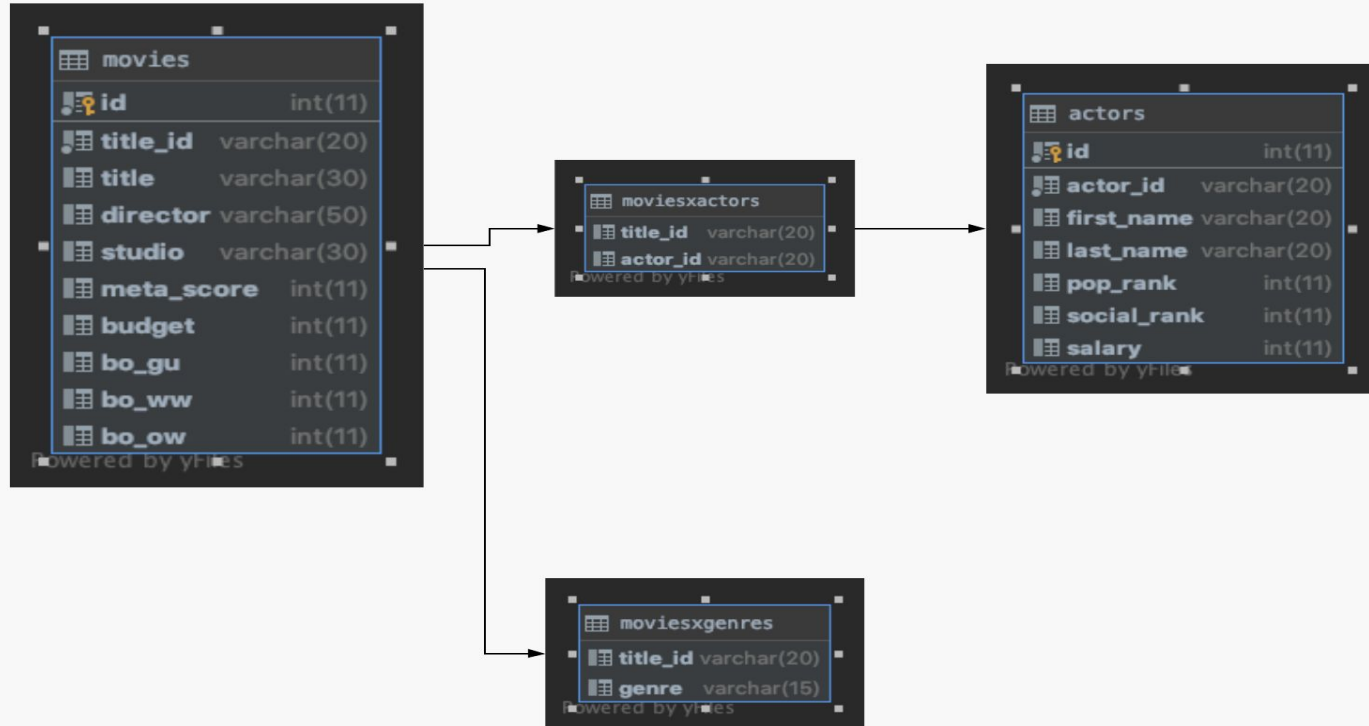 movies
id int(11)
title_id varchar(20)
title varchar(30)
director varchar(50)
studio varchar(30)
meta_score int(11)
budget int(11)
bo_gu int(11)
bo_ww int(11)
bo_ow int(11)
Powered by yFiles
moviesxactors
title_id varchar(20)
actor_id varchar(20)
Powered by yFiles
actors
id int(11)
actor_id varchar(20)
first_name varchar(20)
last_name varchar(20)
pop_rank int(11)
social_rank int(11)
salary int(11)
Powered by yFiles
moviesxgenres
title_id varchar(20)
genre varchar(15)
Powered by yFiles